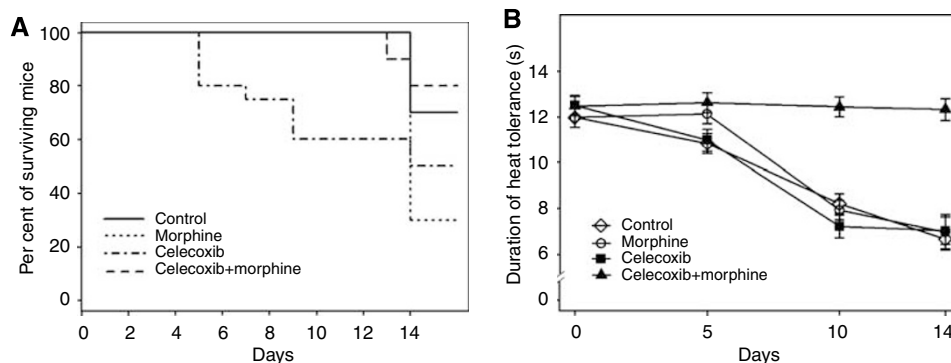 A
Per cent of surviving mice
100
80
60
40
20
0
Control
Morphine
Celecoxib
Celecoxib+morphine
0 2 4 6 8 10 12 14
Days
B
Duration of heat tolerance (s)
14
12
10
8
6
0
Control
Morphine
Celecoxib
Celecoxib+morphine
0 5 10 14
Days